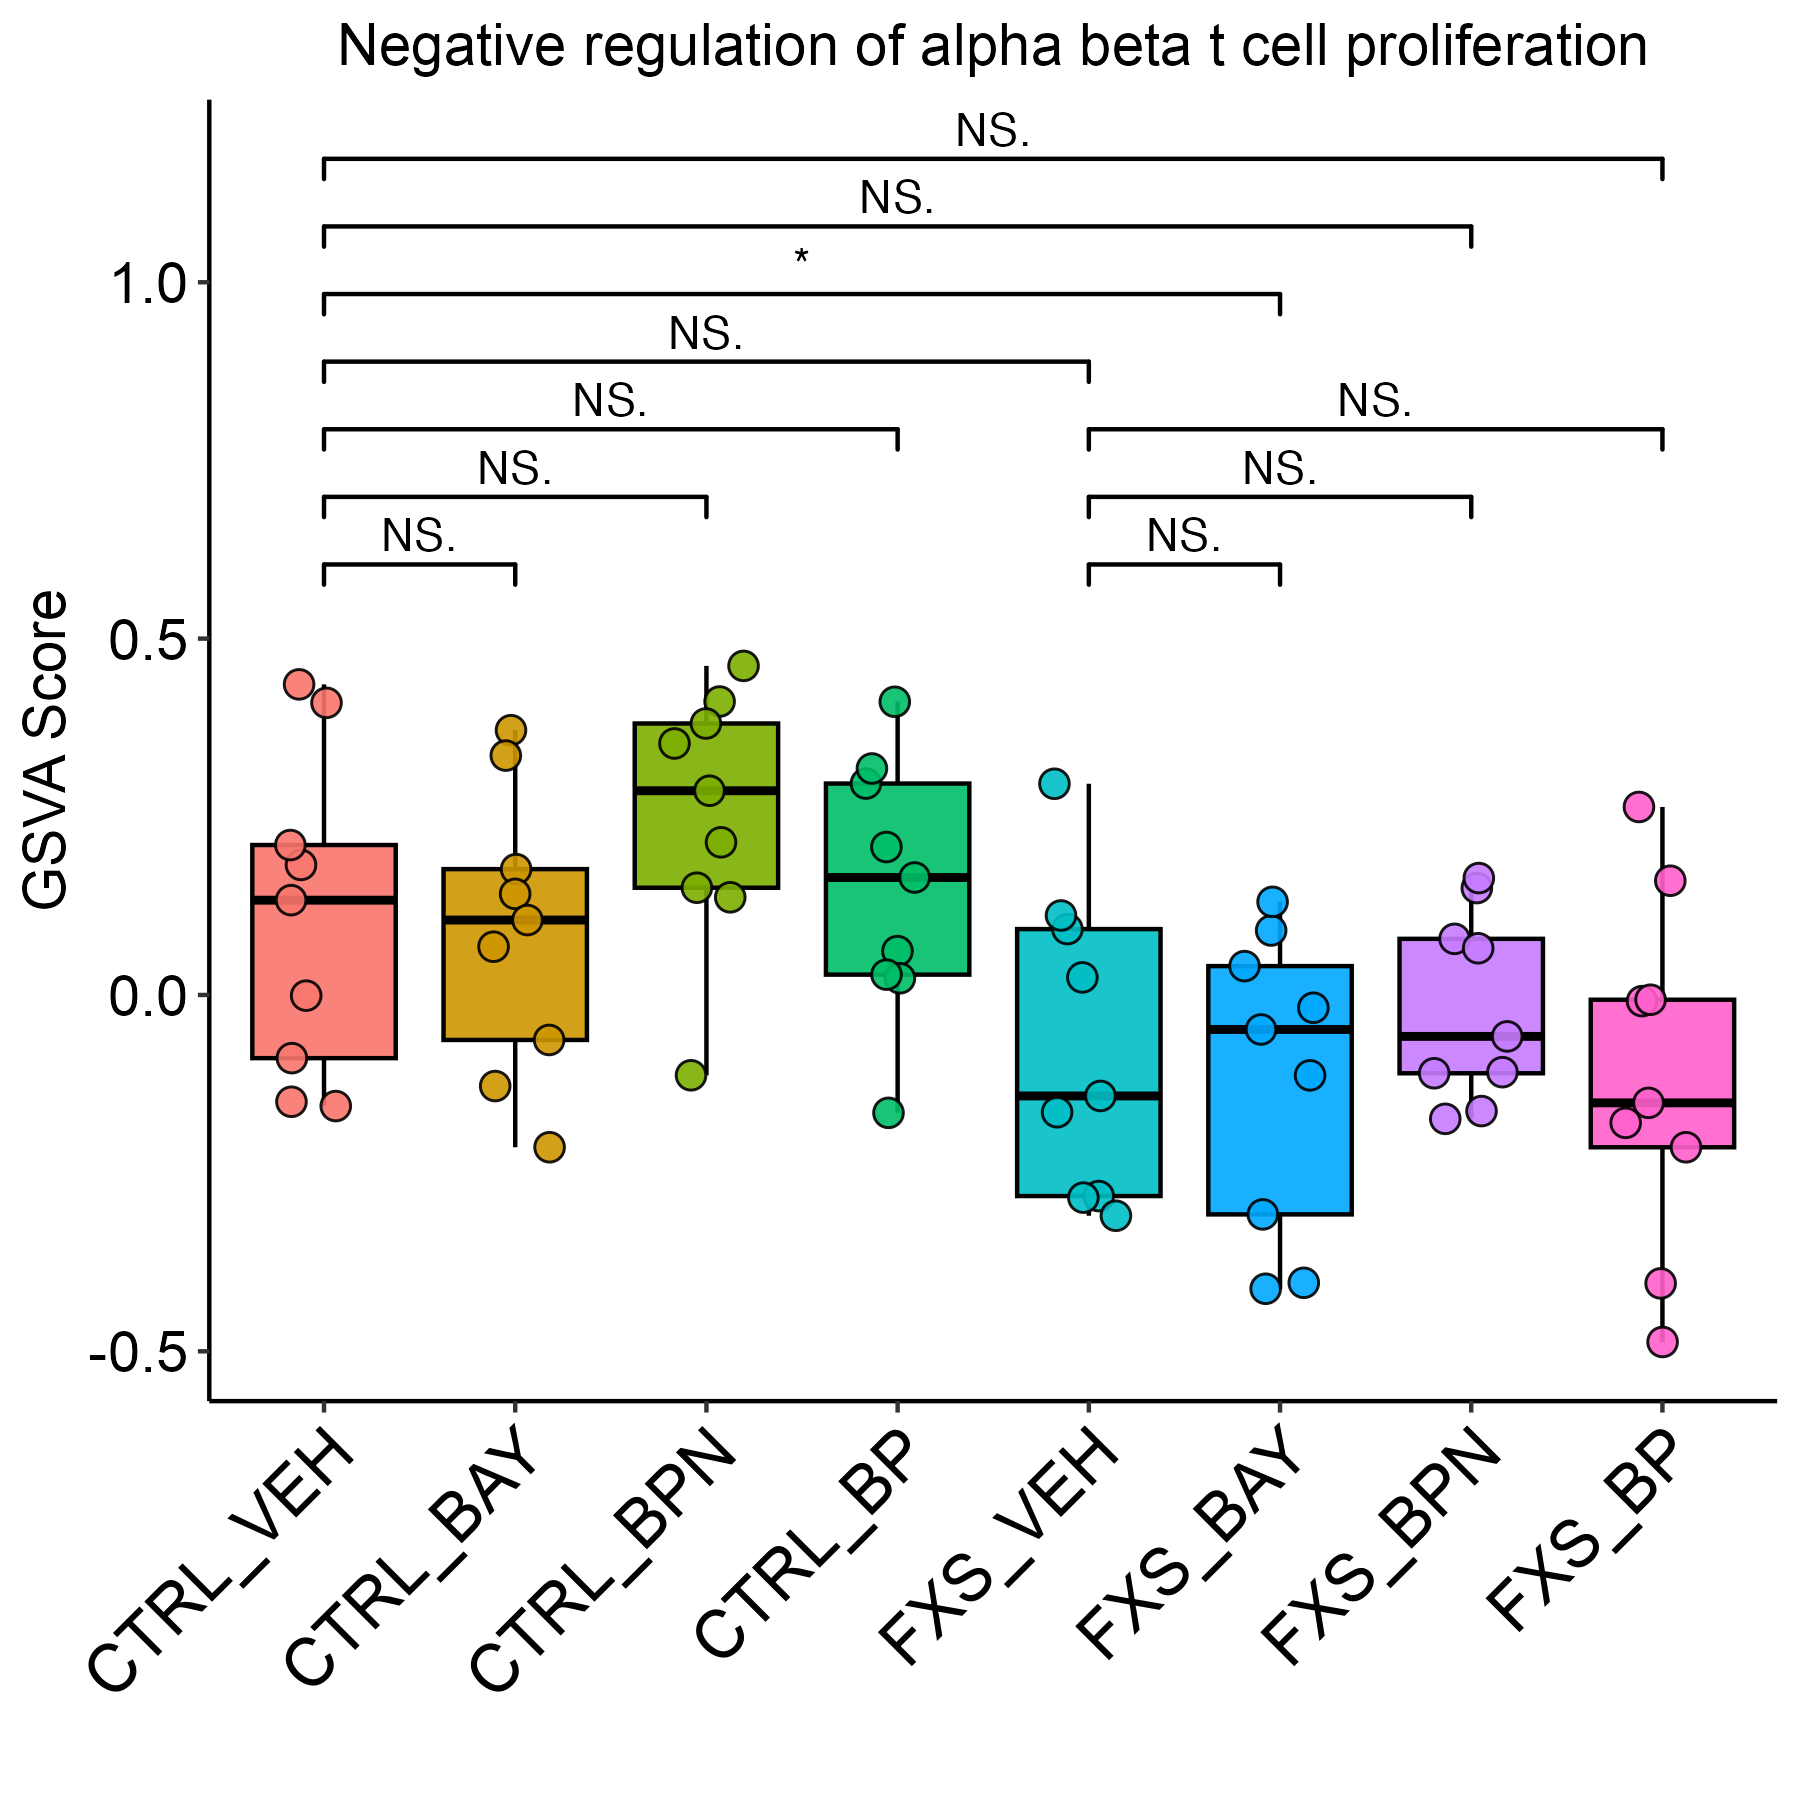 Negative regulation of alpha beta t cell proliferation
NS.
NS.
*
NS.
NS. NS.
NS. NS.
NS. NS.
GSVA Score
1.0
0.5
0.0
-0.5
CTRL_VEH
CTRL_BAY
CTRL_BPN
CTRL_BP
FXS_VEH
FXS_BAY
FXS_BPN
FXS_BP